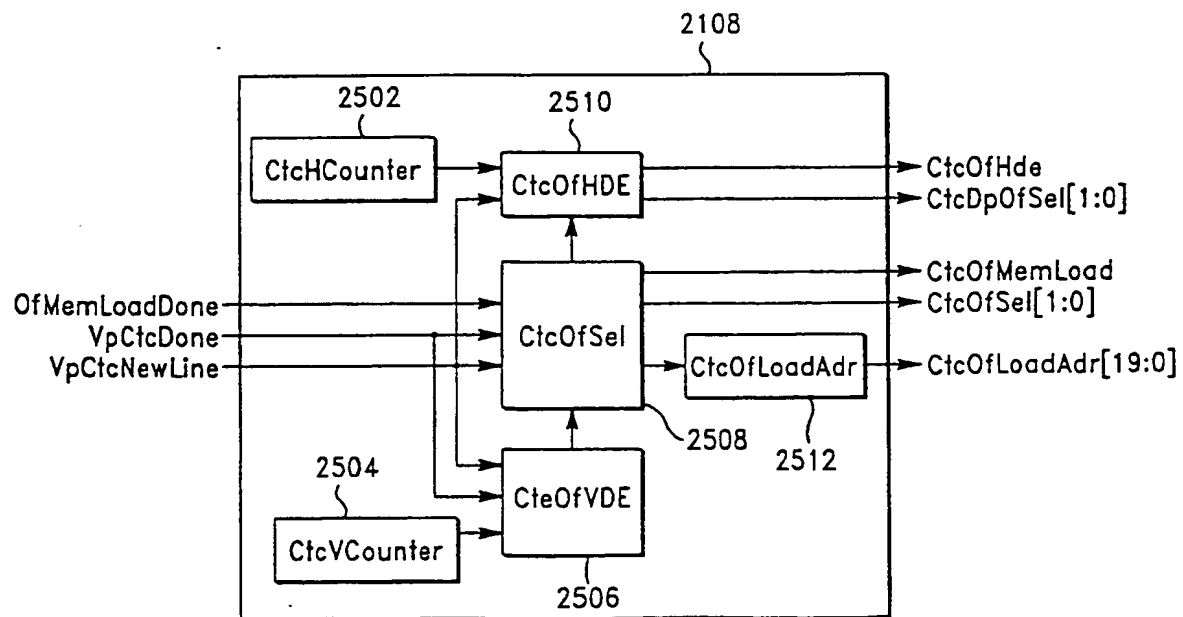 2108
2502
2510
CtcHCounter
CtcOfHDE
CtcOfHde
CtcDpOfSel[1:0]
CtcOfMemLoad
OfMemLoadDone
CtcOfSel[1:0]
VpCtcDone
CtcOfSel
VpCtcNewLine
CtcOfLoadAdr
CtcOfLoadAdr[19:0]
2508
2512
2504
CteOfVDE
CtcVCounter
2506